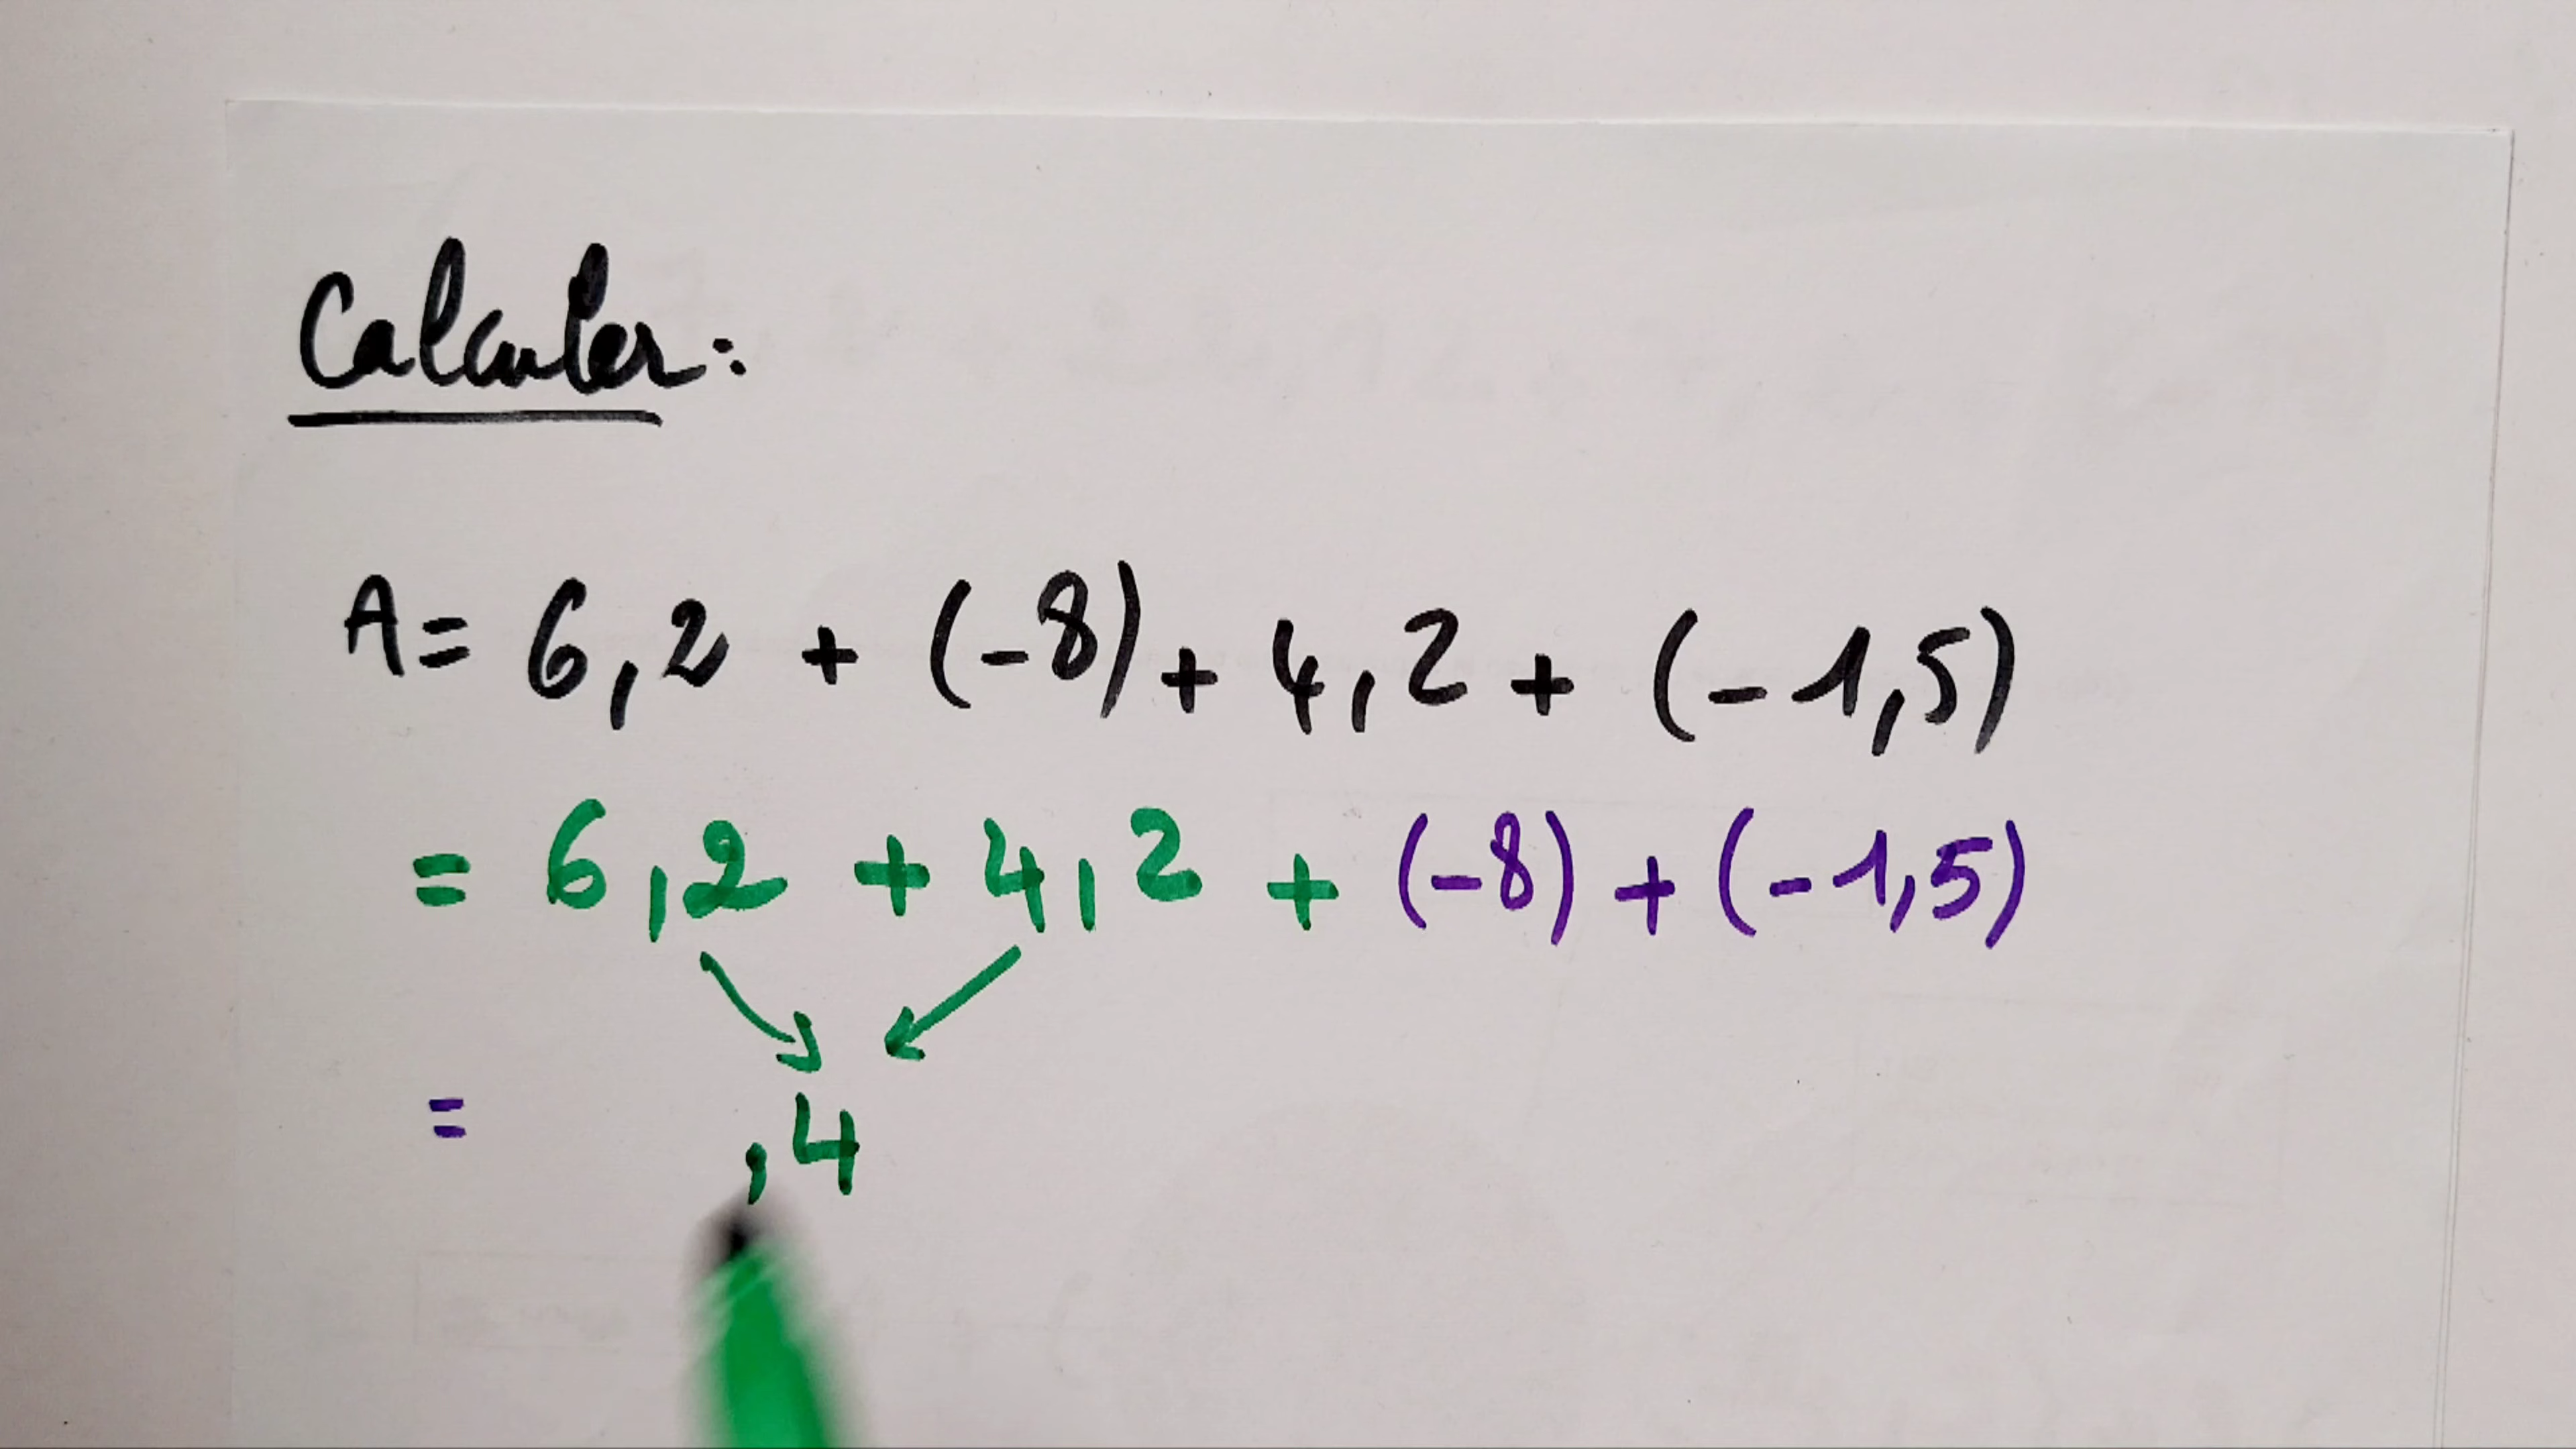 Calculer :
A = 6,2 + (-8) + 4,2 + (-1,5)
= 6,2 + 4,2 + (-8) + (-1,5)
= ,4